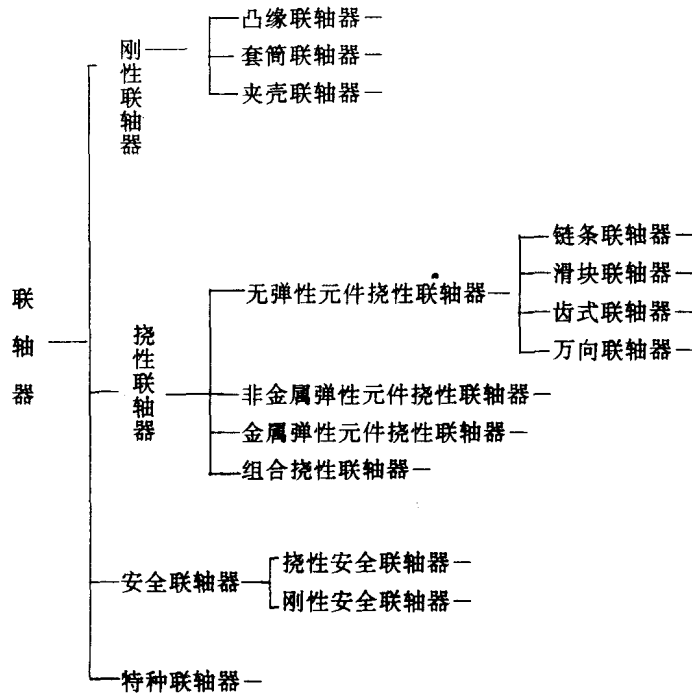 联轴器
刚性联轴器
凸缘联轴器
套筒联轴器
夹壳联轴器
挠性联轴器
无弹性元件挠性联轴器
链条联轴器
滑块联轴器
齿式联轴器
万向联轴器
非金属弹性元件挠性联轴器
金属弹性元件挠性联轴器
组合挠性联轴器
安全联轴器
挠性安全联轴器
刚性安全联轴器
特种联轴器